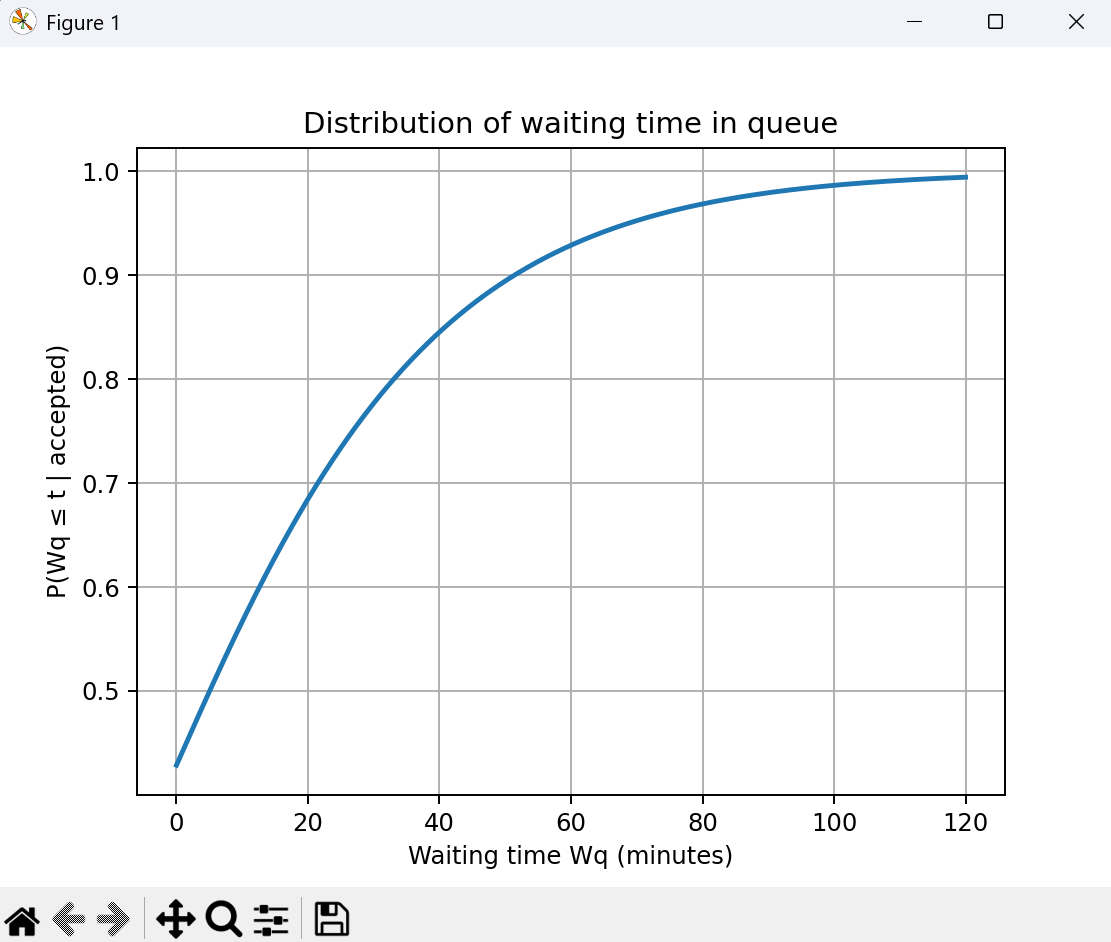 Figure 1
Distribution of waiting time in queue
1.0
0.9
0.8
0.7
0.6
0.5
P(Wq ≤ t | accepted)
0 20 40 60 80 100 120
Waiting time Wq (minutes)